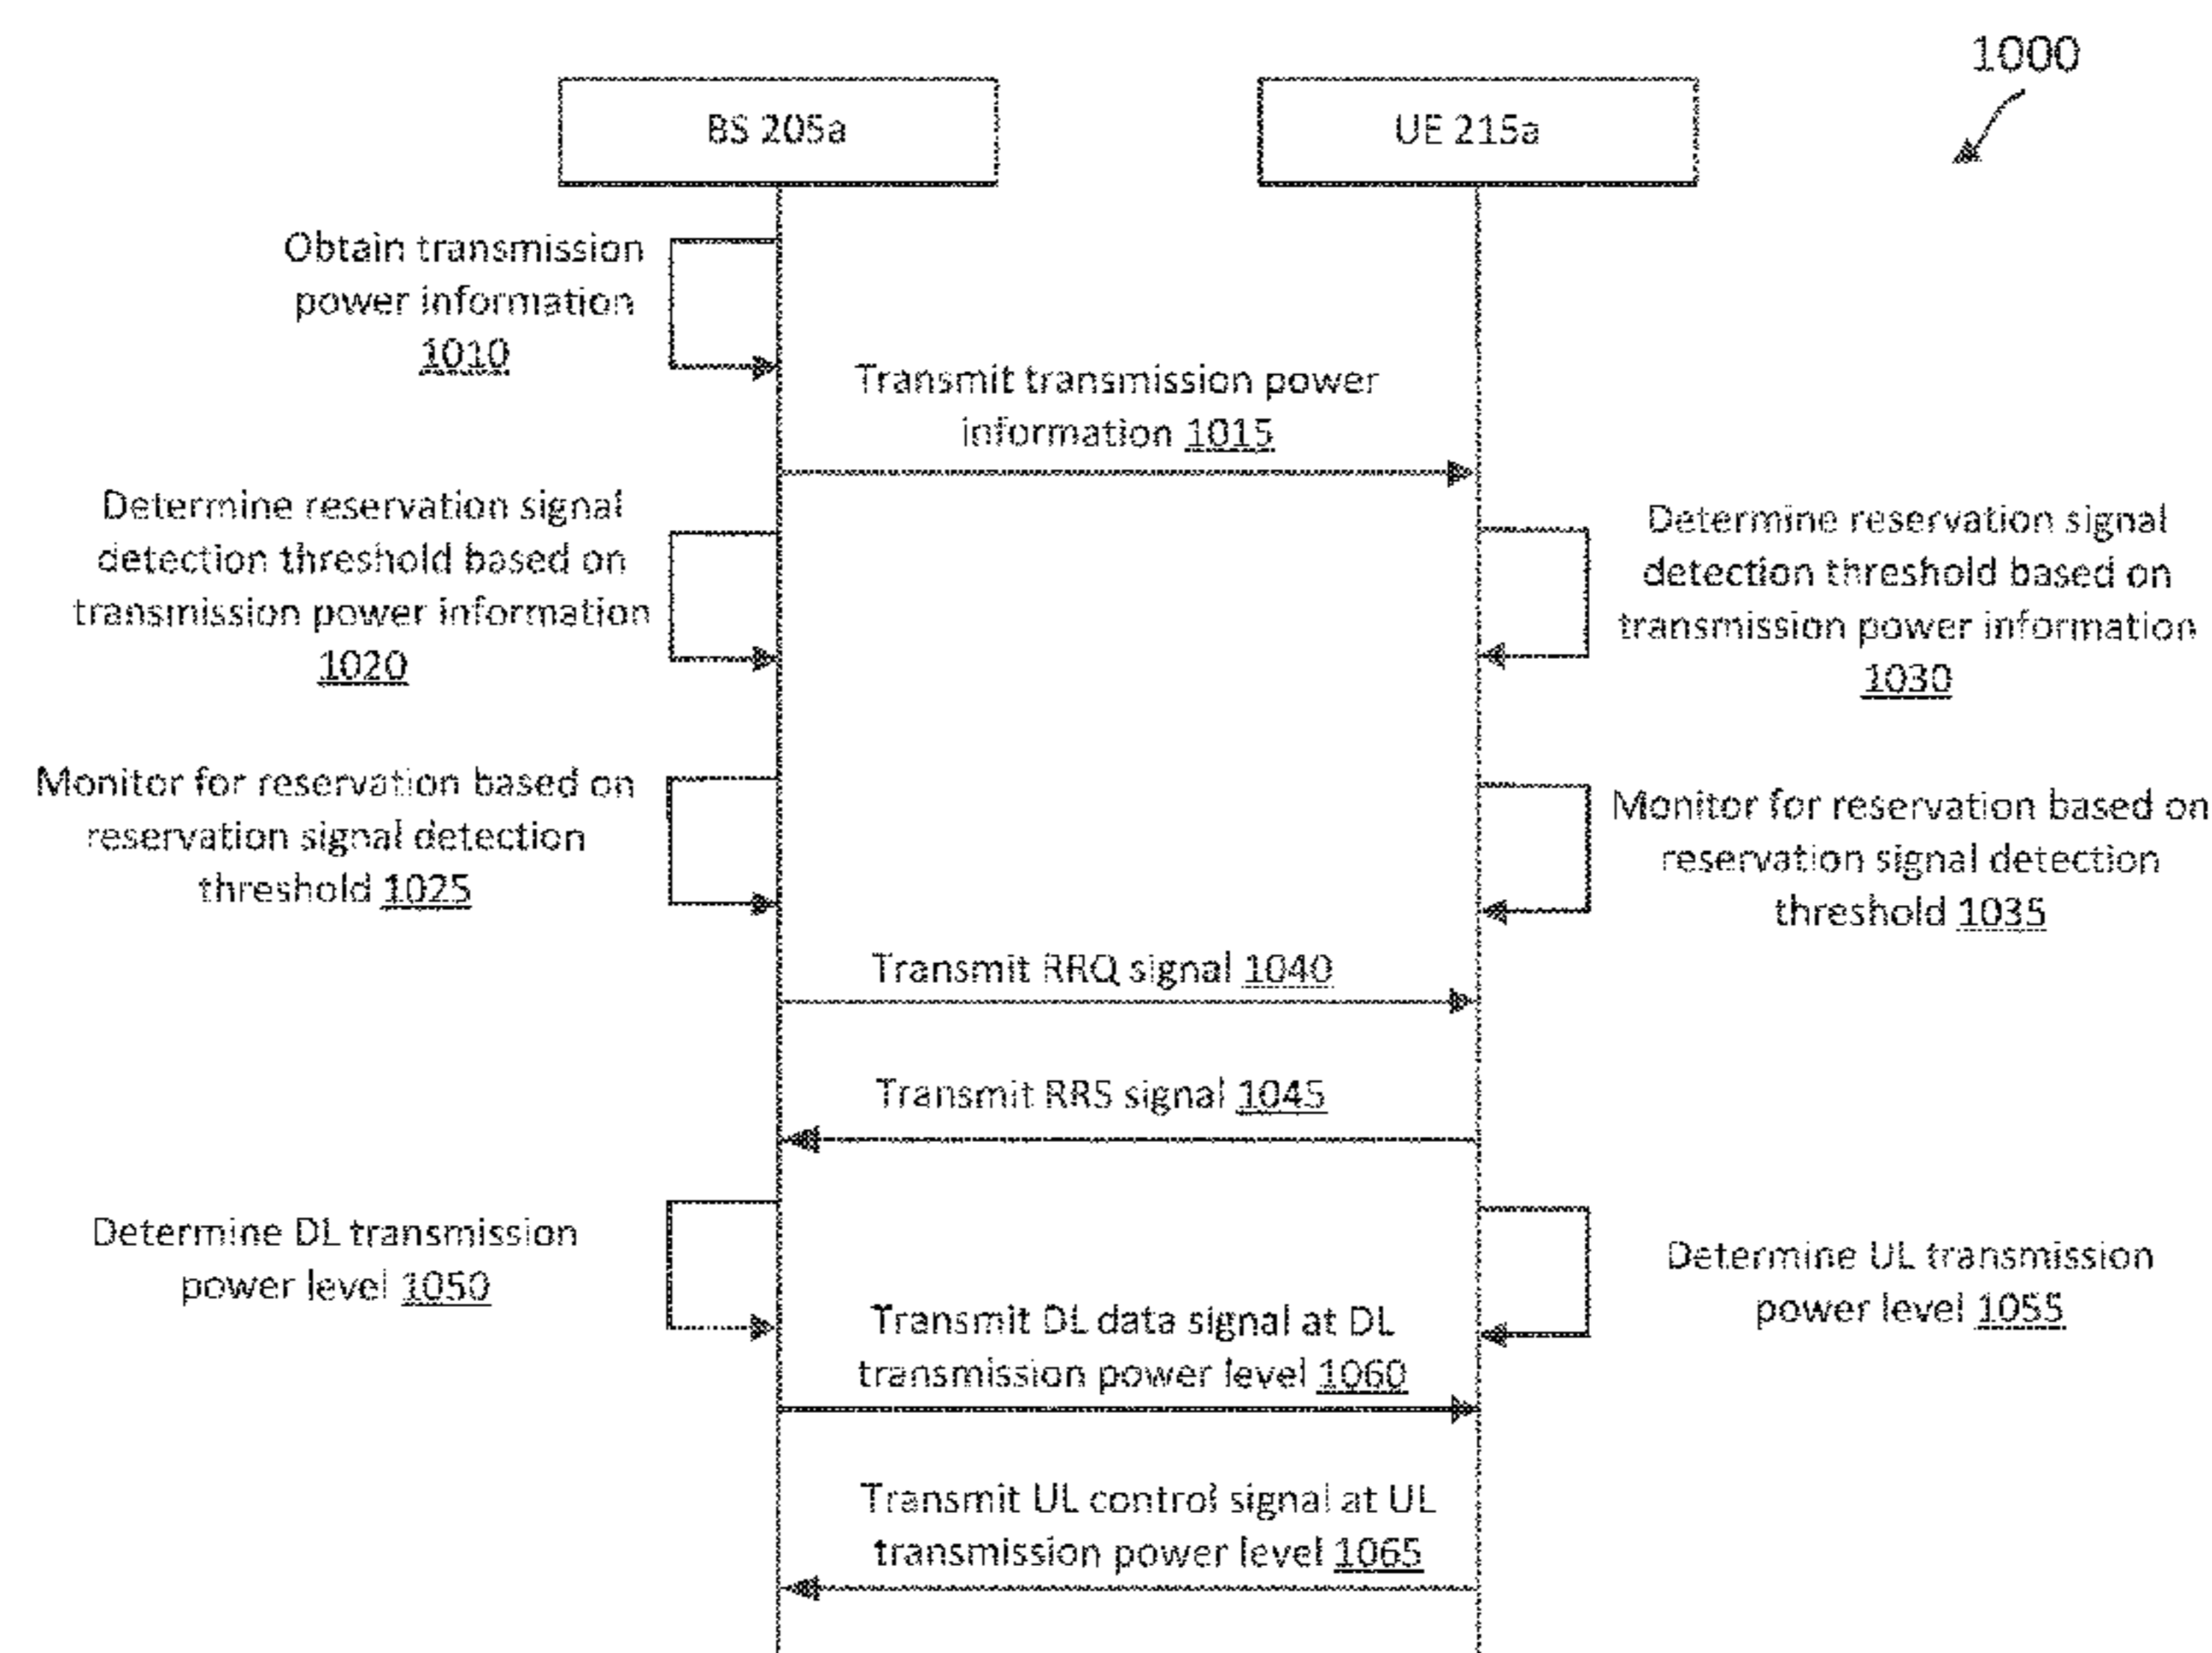 1000
BS 205a
UE 215a
Obtain transmission
power information
1010
Transmit transmission power
information 1015
Determine reservation signal
detection threshold based on
transmission power information
1020
Determine reservation signal
detection threshold based on
transmission power information
1030
Monitor for reservation based on
reservation signal detection
threshold 1025
Monitor for reservation based on
reservation signal detection
threshold 1035
Transmit RRQ signal 1040
Transmit RRS signal 1045
Determine DL transmission
power level 1050
Determine UL transmission
power level 1055
Transmit DL data signal at DL
transmission power level 1060
Transmit UL control signal at UL
transmission power level 1065